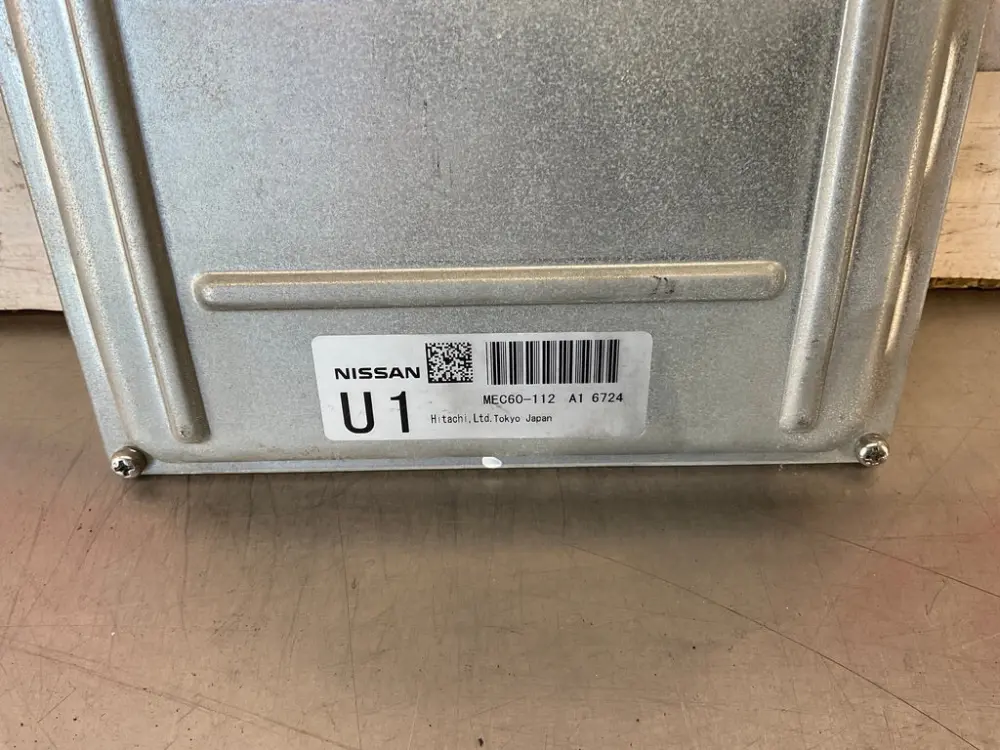 NISSAN
MEC60-112 A1 6724
U1
Hitachi,Ltd.Tokyo Japan